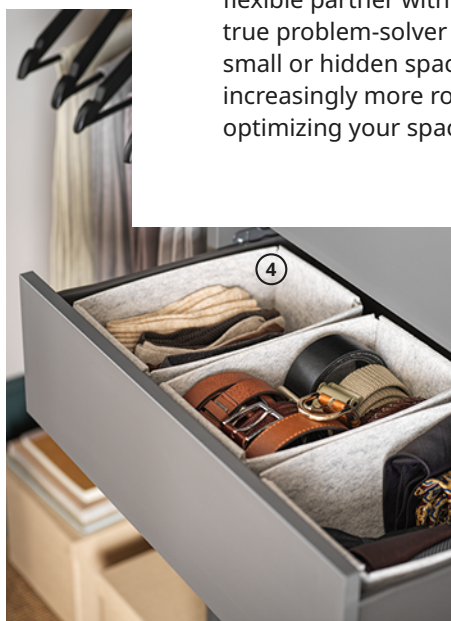 flexible partner with
true problem-solver
small or hidden
increasingly more
optimizing your
4